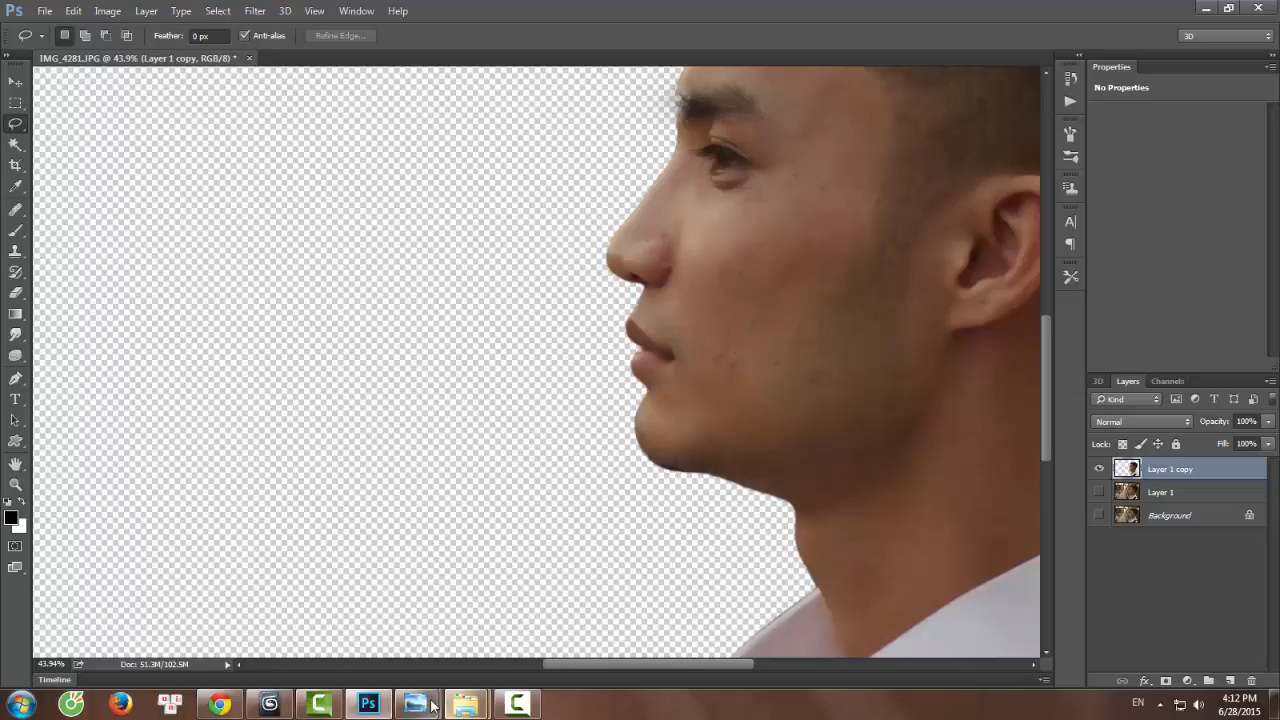 Ps File Edit Image Layer Type Select Filter 3D View Window Help
Feather: 0 px Anti-alias Refine Edge... 3D
IMG_4281.JPG @ 43.9% (Layer 1 copy, RGB/8) * ×
Properties
No Properties
3D Layers Channels
Kind
Normal Opacity: 100%
Lock: Fill: 100%
Layer 1 copy
Layer 1
Background
43.94% Doc: 51.3M/102.5M
Timeline
EN 4:12 PM
6/28/2015